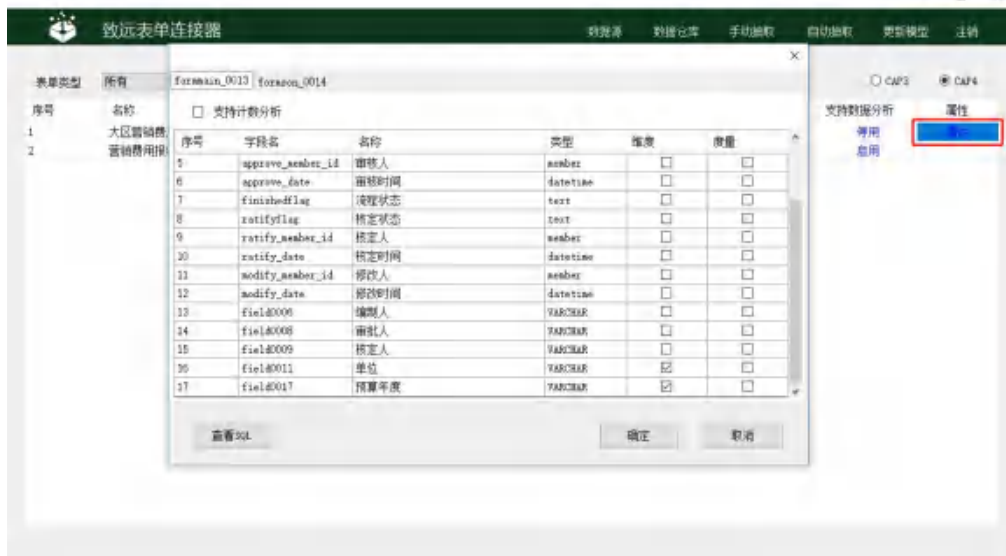 致远表单连接器 数据源 数据仓库 手动抽取 自动抽取 更新模型 注销
表单类型 所有 formmain_0013 formson_0014 CAP3 CAP4
序号 名称 支持计数分析 支持数据分析 属性
1 大区营销费 停用
2 营销费用报 启用
序号 字段名 名称 类型 维度 度量
5 approve_member_id 审核人 member
6 approve_date 审核时间 datetime
7 finishedflag 流程状态 text
8 ratifyflag 核定状态 text
9 ratify_member_id 核定人 member
10 ratify_date 核定时间 datetime
11 modify_member_id 修改人 member
12 modify_date 修改时间 datetime
13 field0006 编制人 VARCHAR
14 field0008 审批人 VARCHAR
15 field0009 核定人 VARCHAR
16 field0011 单位 VARCHAR
17 field0017 预算年度 VARCHAR
查看SQL 确定 取消